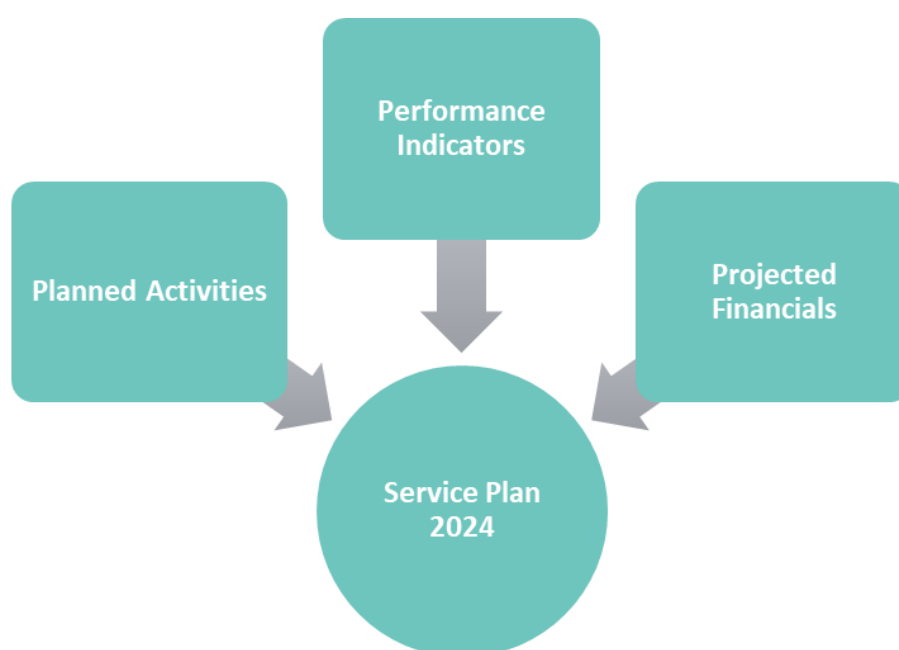 Performance
Indicators
Planned Activities
Projected
Financials
Service Plan
2024